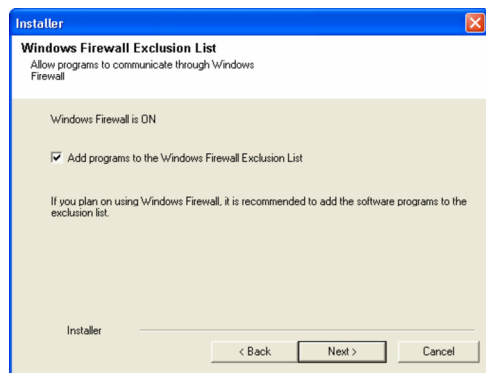 Installer
Windows Firewall Exclusion List
Allow programs to communicate through Windows
Firewall
Windows Firewall is ON
Add programs to the Windows Firewall Exclusion List
If you plan on using Windows Firewall, it is recommended to add the software programs to the
exclusion list.
Installer
< Back
Next >
Cancel